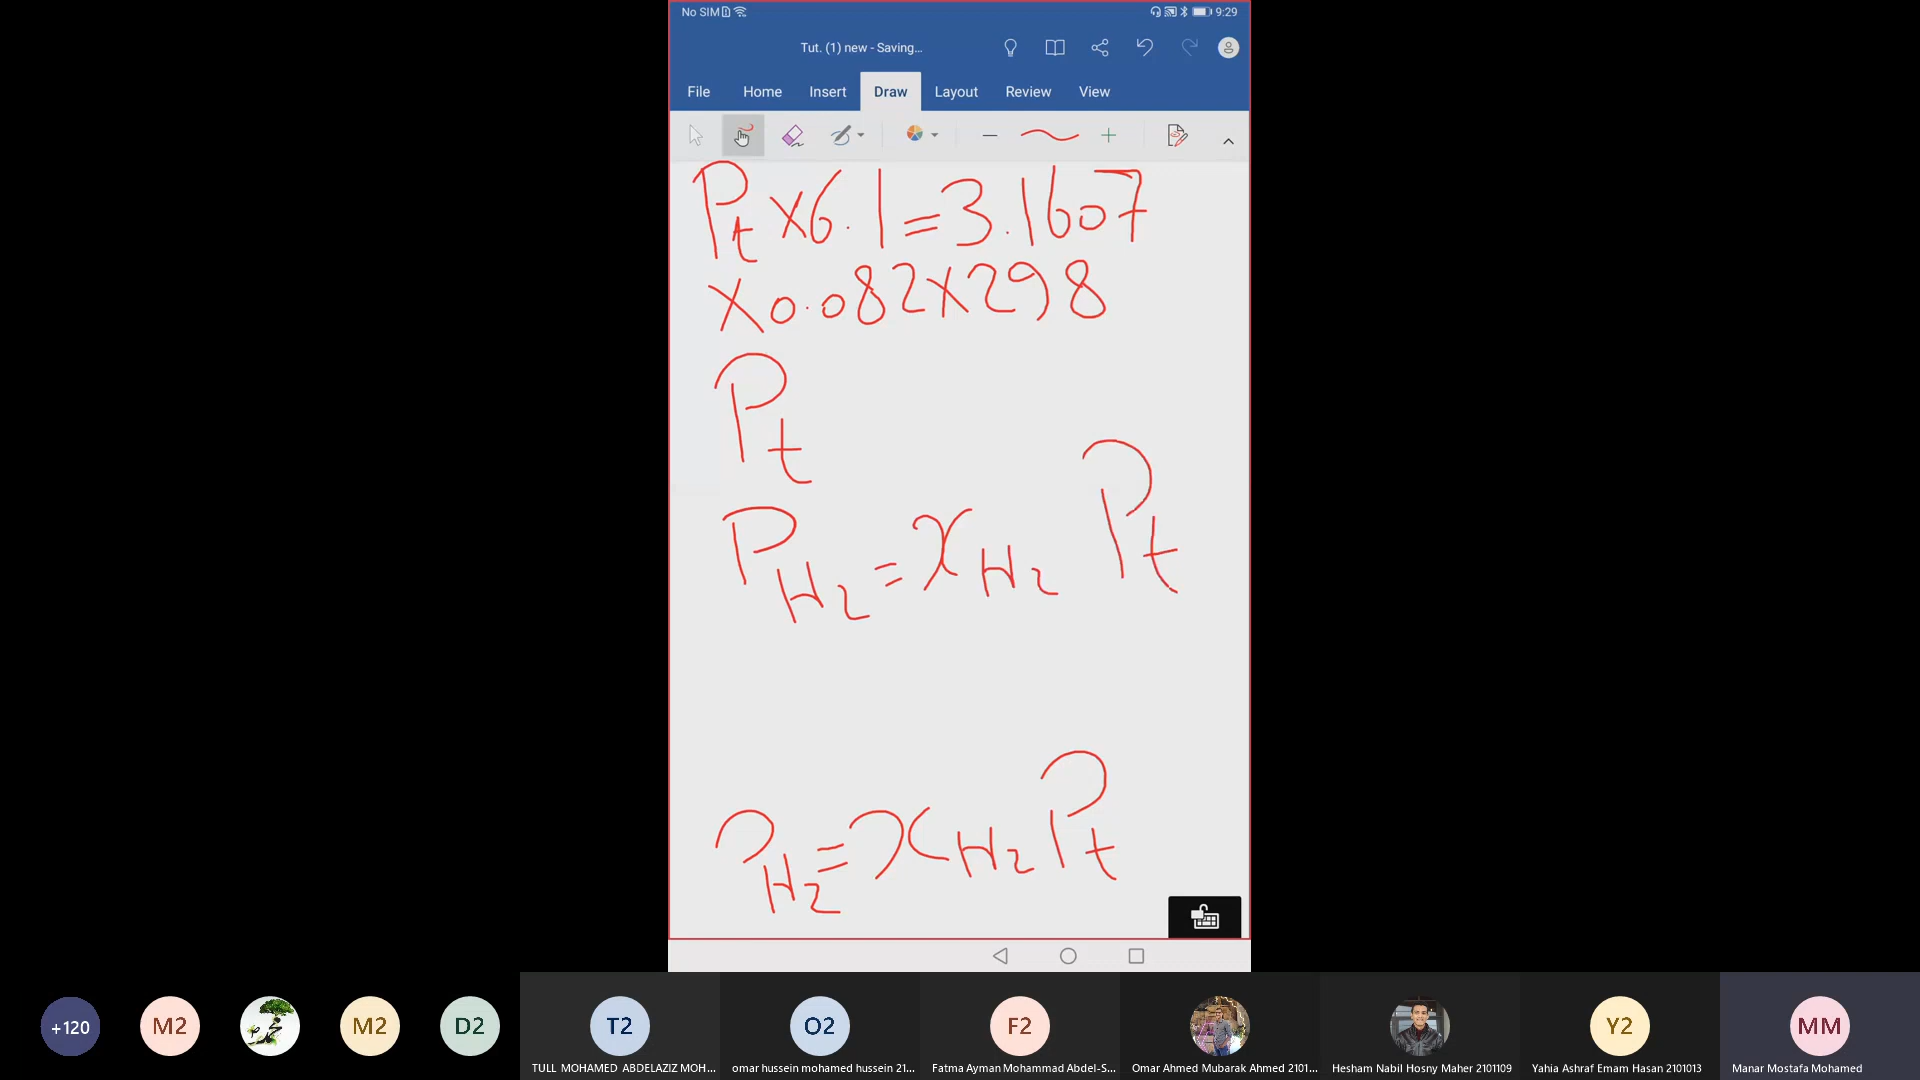 No SIM 9:29
Tut. (1) new - Saving...
File Home Insert Draw Layout Review View
Pt x6.1=3.1607
x0.082x298
Pt
PH2=xH2 Pt
PH2=xH2Pt
+120 M2 M2 D2 T2 O2 F2 Y2 MM
TULL MOHAMED ABDELAZIZ MOH... omar hussein mohamed hussein 21... Fatma Ayman Mohammad Abdel-S... Omar Ahmed Mubarak Ahmed 2101... Hesham Nabil Hosny Maher 2101109 Yahia Ashraf Emam Hasan 2101013 Manar Mostafa Mohamed